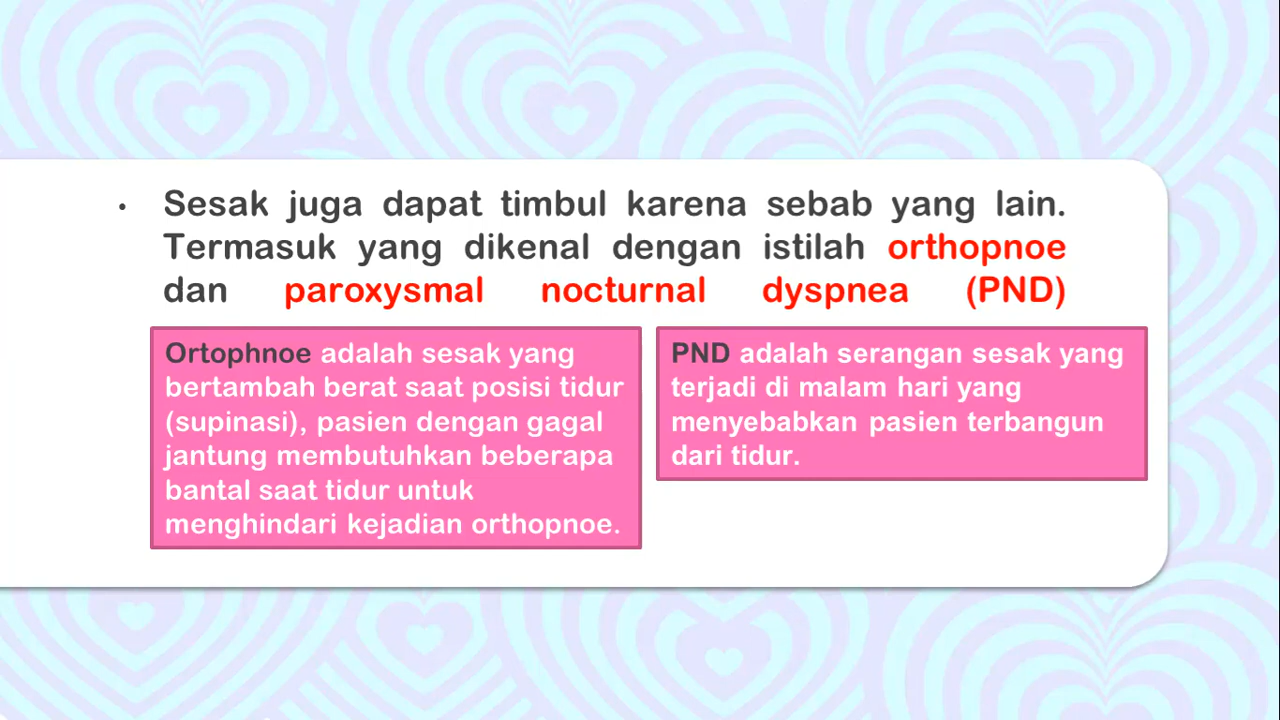 • Sesak juga dapat timbul karena sebab yang lain.
Termasuk yang dikenal dengan istilah orthopnoe
dan paroxysmal nocturnal dyspnea (PND)
Ortophnoe adalah sesak yang
bertambah berat saat posisi tidur
(supinasi), pasien dengan gagal
jantung membutuhkan beberapa
bantal saat tidur untuk
menghindari kejadian orthopnoe.
PND adalah serangan sesak yang
terjadi di malam hari yang
menyebabkan pasien terbangun
dari tidur.